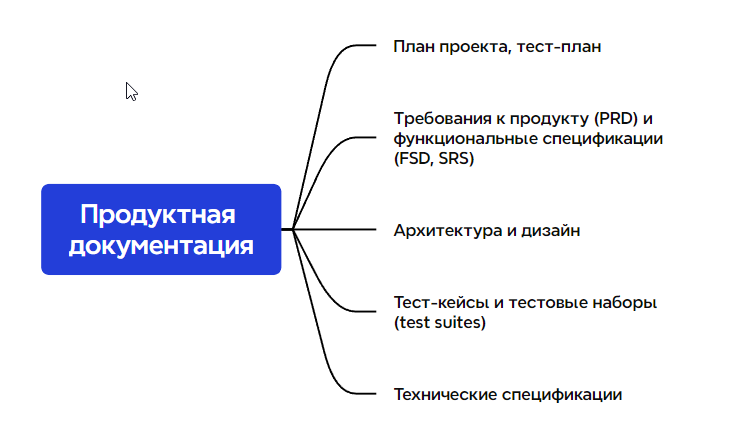 Продуктная
документация
План проекта, тест-план
Требования к продукту (PRD) и
функциональные спецификации
(FSD, SRS)
Архитектура и дизайн
Тест-кейсы и тестовые наборы
(test suites)
Технические спецификации